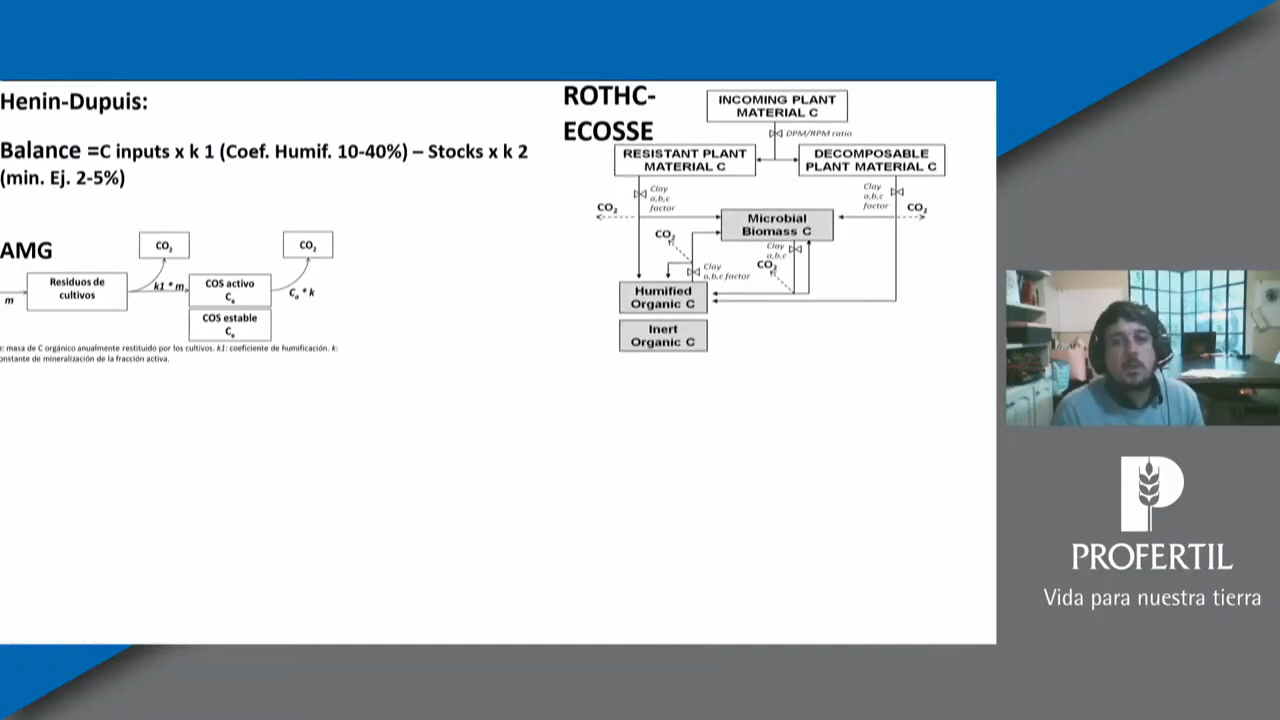 Henin-Dupuis:
Balance =C inputs x k 1 (Coef. Humif. 10-40%) – Stocks x k 2
(min. Ej. 2-5%)
AMG
CO2
CO2
Residuos de
cultivos
m
k1 * m
COS activo
Ca
Ca * k
COS estable
: masa de C orgánico anualmente restituido por los cultivos. k1: coeficiente de humificación. k:
onstante de mineralización de la fracción activa.
ROTHC-
ECOSSE
INCOMING PLANT
MATERIAL C
DPM/RPM ratio
RESISTANT PLANT
MATERIAL C
DECOMPOSABLE
PLANT MATERIAL C
Clay
a,b,c
factor
Clay
a,b,c
factor
CO2
CO2
Microbial
Biomass C
CO2
Clay
a,b,c
CO2
Clay
a,b,c factor
Humified
Organic C
Inert
Organic C
PROFERTIL
Vida para nuestra tierra